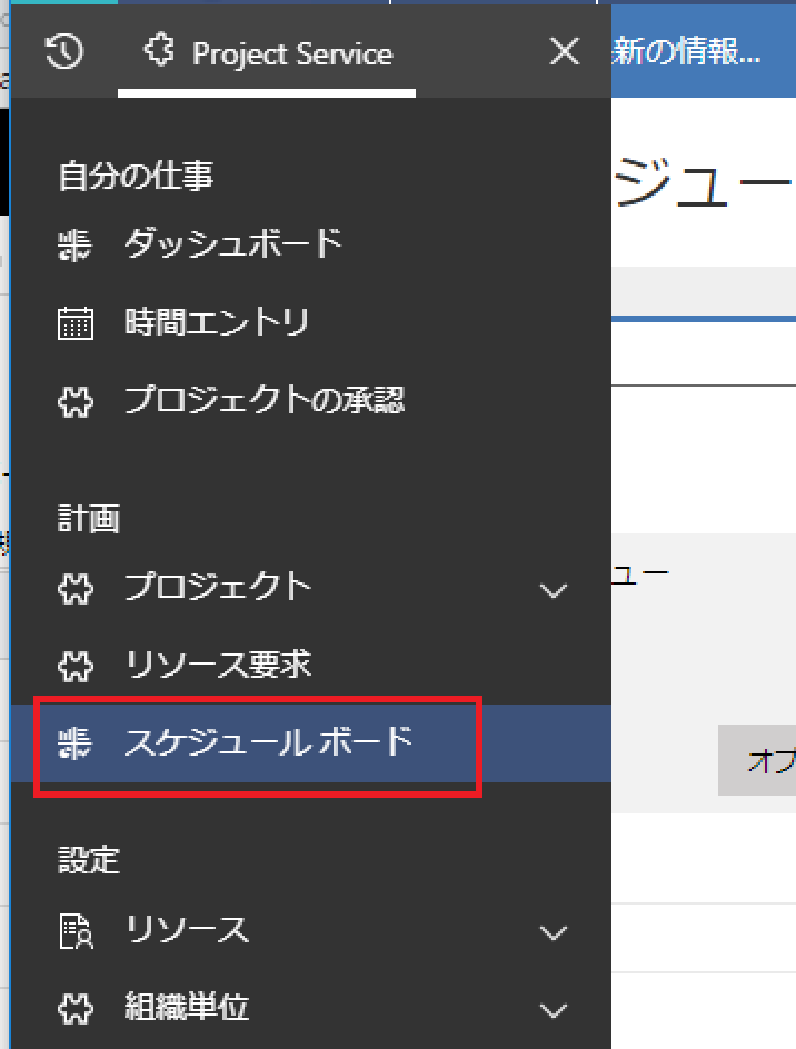 Project Service
新の情報...
自分の仕事
ジュー
ダッシュボード
時間エントリ
プロジェクトの承認
計画
プロジェクト
ュー
リソース要求
スケジュール ボード
オプ
設定
リソース
組織単位